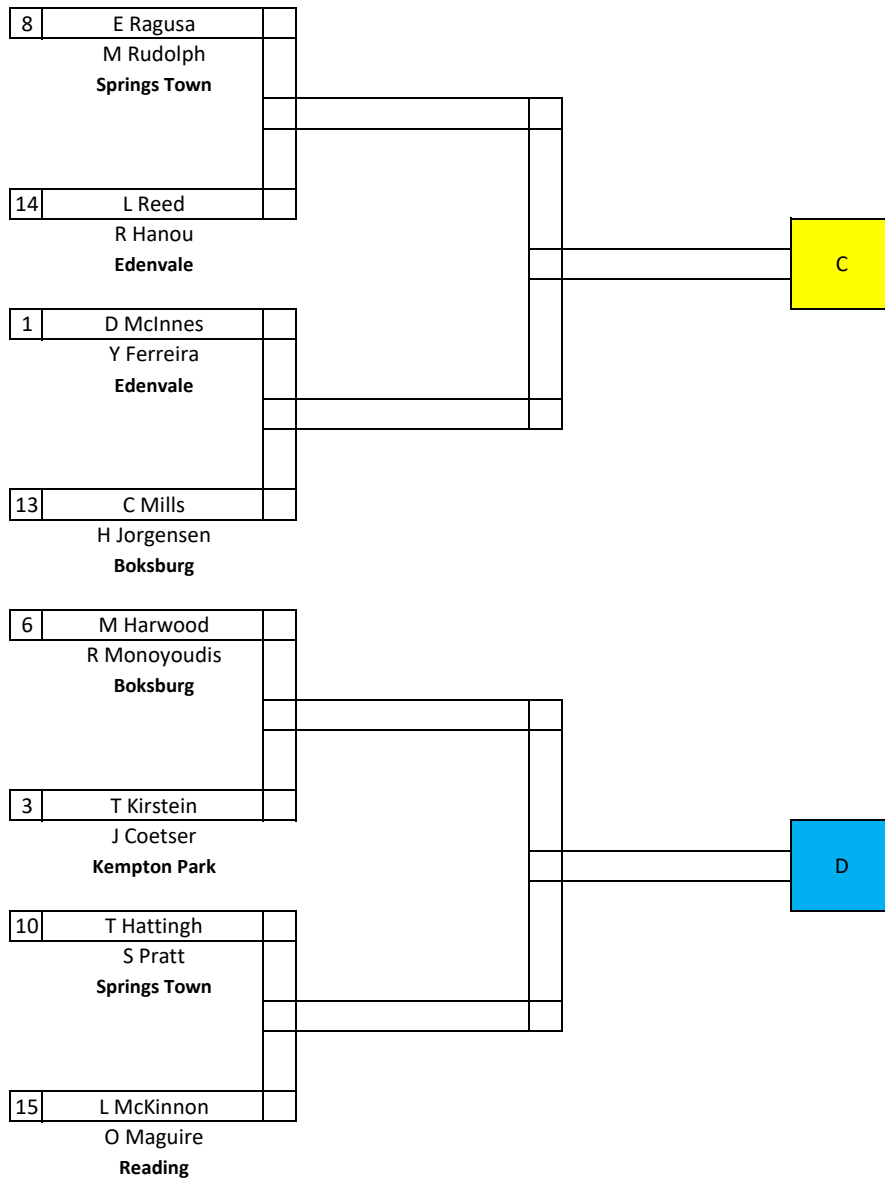 8 E Ragusa
M Rudolph
Springs Town
14 L Reed
R Hanou
Edenvale
C
1 D McInnes
Y Ferreira
Edenvale
13 C Mills
H Jorgensen
Boksburg
6 M Harwood
R Monoyoudis
Boksburg
3 T Kirstein
J Coetser
Kempton Park
D
10 T Hattingh
S Pratt
Springs Town
15 L McKinnon
O Maguire
Reading